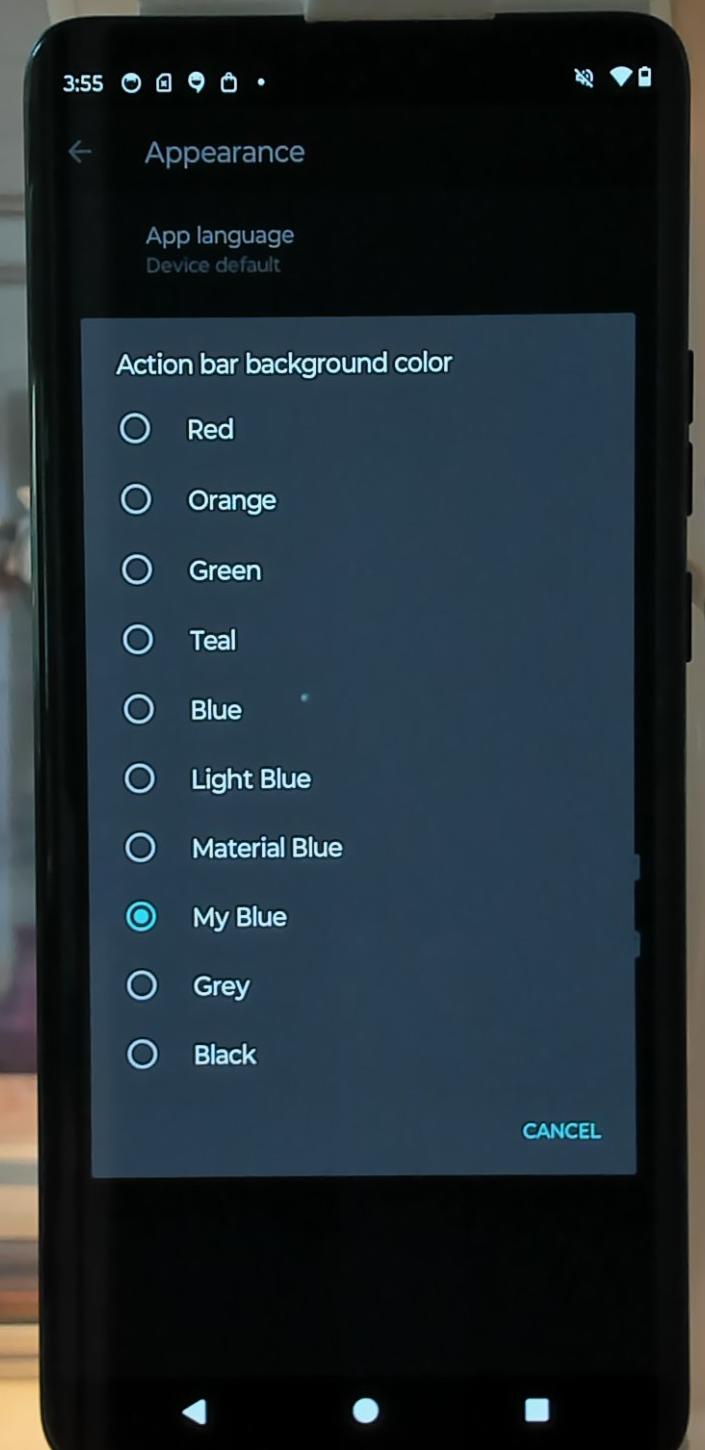 3:55
Appearance
App language
Device default
Action bar background color
Red
Orange
Green
Teal
Blue
Light Blue
Material Blue
My Blue
Grey
Black
CANCEL